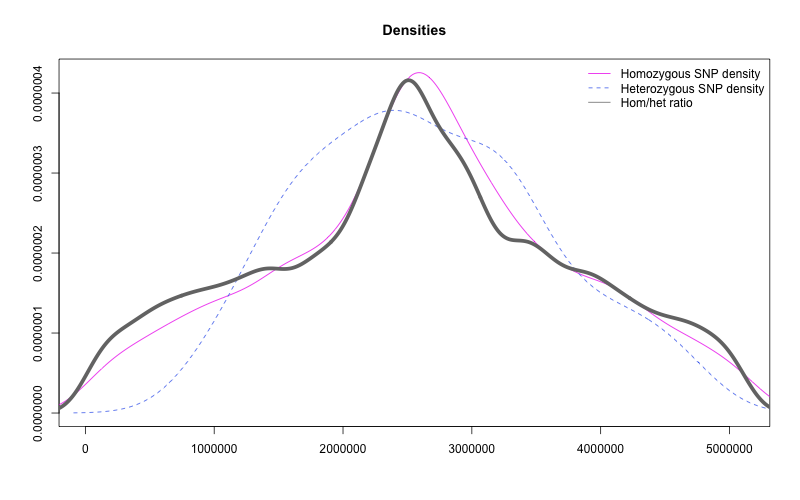 Densities
Homozygous SNP density
Heterozygous SNP density
Hom/het ratio
0.0000004
0.0000003
0.0000002
0.0000001
0.0000000
0 1000000 2000000 3000000 4000000 5000000